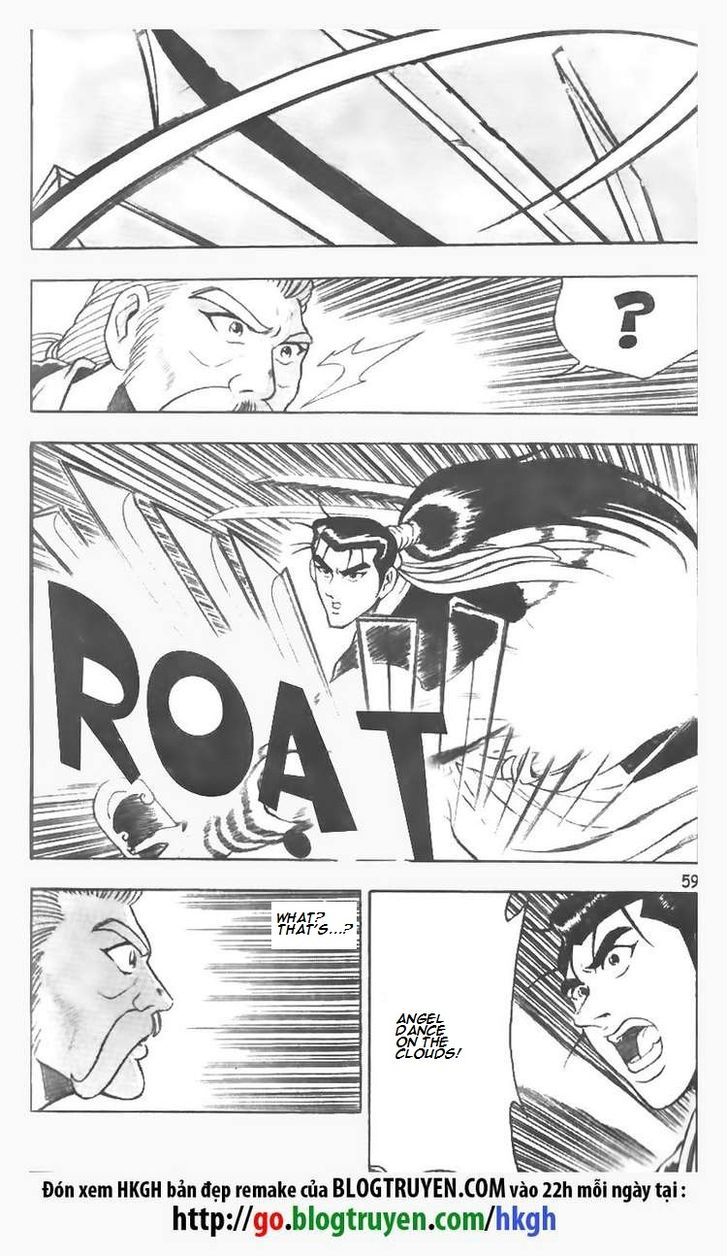 ?
ROAT
59
WHAT?
THAT'S...?
ANGEL
DANCE
ON THE
CLOUDS!
Đón xem HKGH bản đẹp remake của BLOGTRUYEN.COM vào 22h mỗi ngày tại :
http://go.blogtruyen.com/hkgh